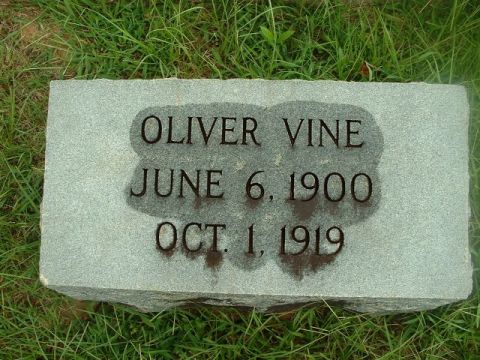 OLIVER VINE
JUNE 6, 1900
OCT. 1, 1919